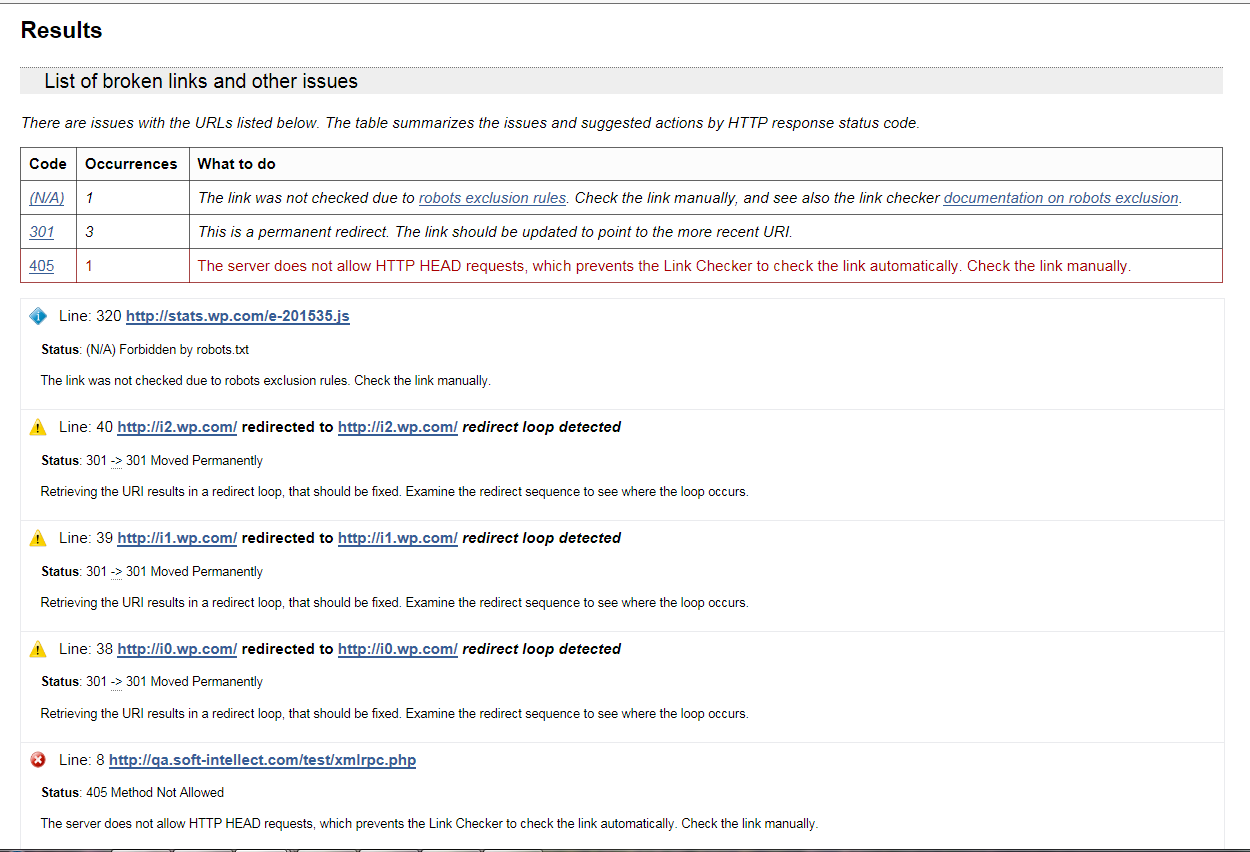 Results
List of broken links and other issues
There are issues with the URLs listed below. The table summarizes the issues and suggested actions by HTTP response status code.
Code Occurrences What to do
(N/A) 1 The link was not checked due to robots exclusion rules. Check the link manually, and see also the link checker documentation on robots exclusion.
301 3 This is a permanent redirect. The link should be updated to point to the more recent URI.
405 1 The server does not allow HTTP HEAD requests, which prevents the Link Checker to check the link automatically. Check the link manually.
Line: 320 http://stats.wp.com/e-201535.js
Status: (N/A) Forbidden by robots.txt
The link was not checked due to robots exclusion rules. Check the link manually.
Line: 40 http://i2.wp.com/ redirected to http://i2.wp.com/ redirect loop detected
Status: 301 -> 301 Moved Permanently
Retrieving the URI results in a redirect loop, that should be fixed. Examine the redirect sequence to see where the loop occurs.
Line: 39 http://i1.wp.com/ redirected to http://i1.wp.com/ redirect loop detected
Status: 301 -> 301 Moved Permanently
Retrieving the URI results in a redirect loop, that should be fixed. Examine the redirect sequence to see where the loop occurs.
Line: 38 http://i0.wp.com/ redirected to http://i0.wp.com/ redirect loop detected
Status: 301 -> 301 Moved Permanently
Retrieving the URI results in a redirect loop, that should be fixed. Examine the redirect sequence to see where the loop occurs.
Line: 8 http://qa.soft-intellect.com/test/xmlrpc.php
Status: 405 Method Not Allowed
The server does not allow HTTP HEAD requests, which prevents the Link Checker to check the link automatically. Check the link manually.